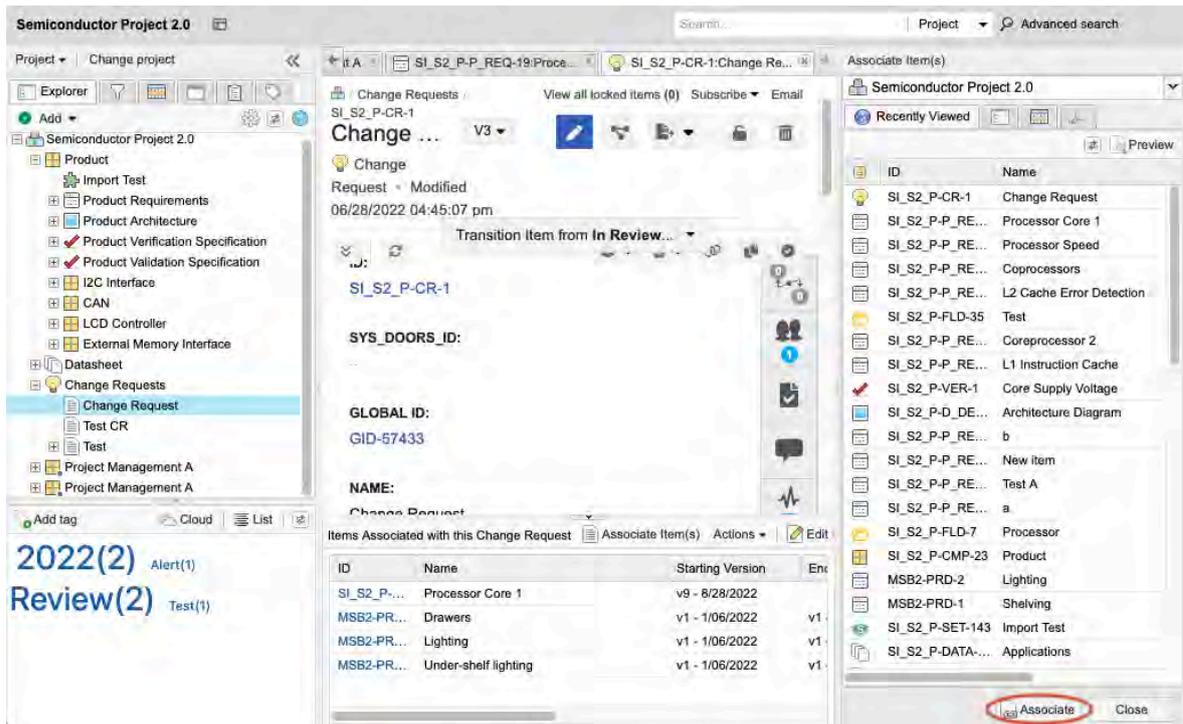 Semiconductor Project 2.0
Search...
Project
Advanced search
Project
Change project
Explorer
Add
Semiconductor Project 2.0
Product
Import Test
Product Requirements
Product Architecture
Product Verification Specification
Product Validation Specification
I2C Interface
CAN
LCD Controller
External Memory Interface
Datasheet
Change Requests
Change Request
Test CR
Test
Project Management A
Project Management A
Add tag
Cloud
List
2022(2) Alert(1)
Review(2) Test(1)
SI_S2_P-P_REQ-19:Proce...
SI_S2_P-CR-1:Change Re...
Change Requests
View all locked items (0) Subscribe Email
SI_S2_P-CR-1
Change ... V3
Change
Request • Modified
06/28/2022 04:45:07 pm
Transition Item from In Review...
ID:
SI_S2_P-CR-1
SYS_DOORS_ID:
--
GLOBAL ID:
GID-57433
NAME:
Change Request
0
0
1
Items Associated with this Change Request Associate Item(s) Actions Edit
ID Name Starting Version
SI_S2_P-... Processor Core 1 v9 - 6/28/2022
MSB2-PR... Drawers v1 - 1/06/2022 v1
MSB2-PR... Lighting v1 - 1/06/2022 v1
MSB2-PR... Under-shelf lighting v1 - 1/06/2022 v1
Associate Item(s)
Semiconductor Project 2.0
Recently Viewed
Preview
ID Name
SI_S2_P-CR-1 Change Request
SI_S2_P-P_RE... Processor Core 1
SI_S2_P-P_RE... Processor Speed
SI_S2_P-P_RE... Coprocessors
SI_S2_P-P_RE... L2 Cache Error Detection
SI_S2_P-FLD-35 Test
SI_S2_P-P_RE... Coreprocessor 2
SI_S2_P-P_RE... L1 Instruction Cache
SI_S2_P-VER-1 Core Supply Voltage
SI_S2_P-D_DE... Architecture Diagram
SI_S2_P-P_RE... b
SI_S2_P-P_RE... New item
SI_S2_P-P_RE... Test A
SI_S2_P-P_RE... a
SI_S2_P-FLD-7 Processor
SI_S2_P-CMP-23 Product
MSB2-PRD-2 Lighting
MSB2-PRD-1 Shelving
SI_S2_P-SET-143 Import Test
SI_S2_P-DATA-... Applications
Associate
Close